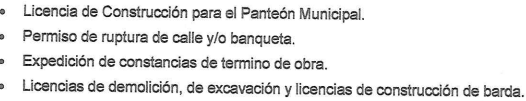 • Licencia de Construcción para el Panteón Municipal.
• Permiso de ruptura de calle y/o banqueta.
• Expedición de constancias de termino de obra.
• Licencias de demolición, de excavación y licencias de construcción de barda.